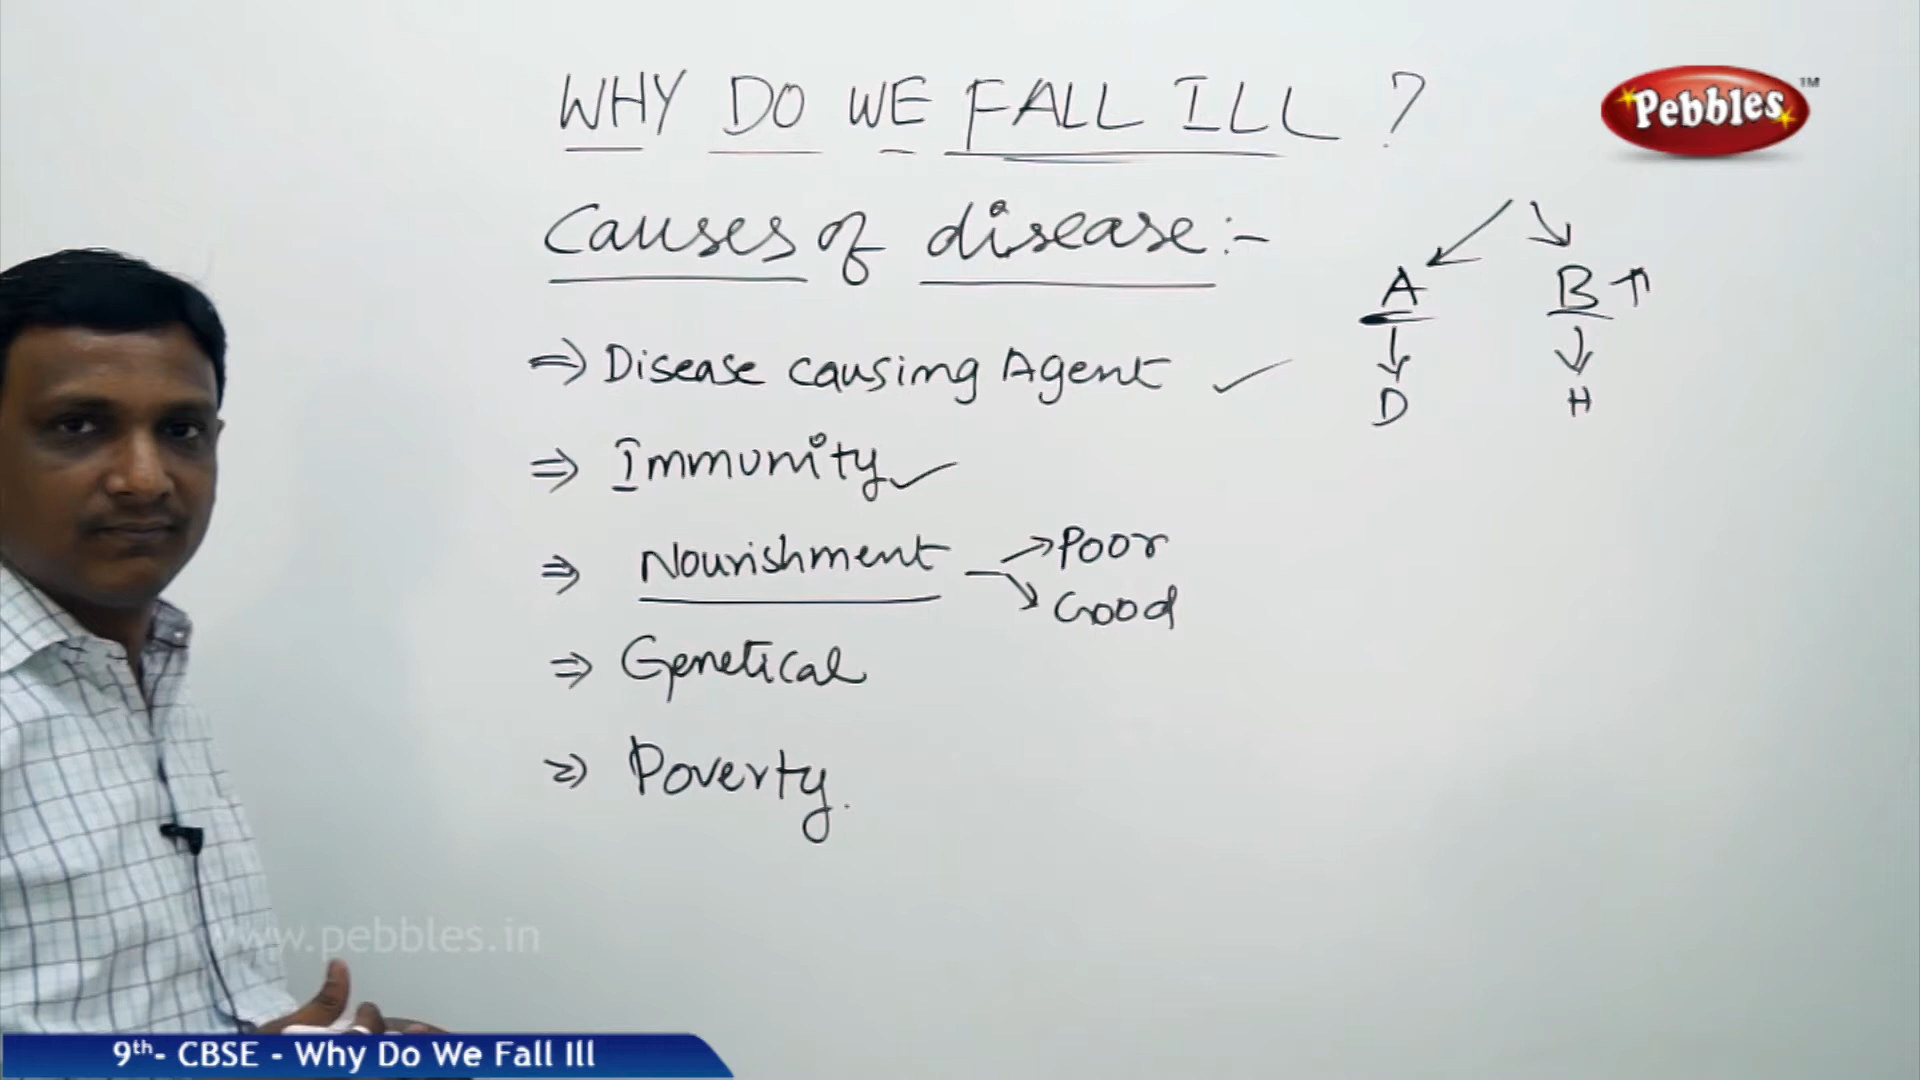 WHY DO WE FALL ILL ?
Pebbles™
Causes of disease:-
A B ↑
⇒ Disease causing Agent ✓
D H
⇒ Immunity ✓
⇒ Nourishment → Poor
→ Good
⇒ Genetical
⇒ Poverty.
www.pebbles.in
9th- CBSE - Why Do We Fall Ill